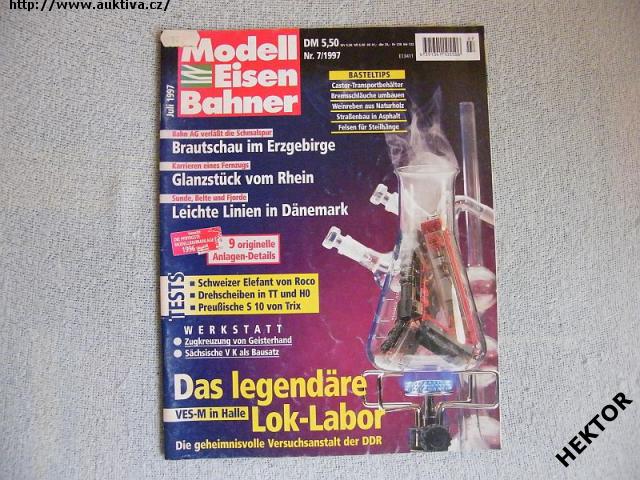 http://www.auktiva.cz/
Modell
Eisen
Bahner
DM 5,50
Nr. 7/1997
Juli 1997
BASTELTIPS
Castor-Transportbehälter
Bremsschläuche umbauen
Weinreben aus Naturholz
Straßenbau in Asphalt
Felsen für Steilhänge
Bahn AG verläßt die Schmalspur
Brautschau im Erzgebirge
Karrieren eines Fernzugs
Glanzstück vom Rhein
Sunde, Belte und Fjorde
Leichte Linien in Dänemark
1996
9 originelle
Anlagen-Details
TESTS
Schweizer Elefant von Roco
Drehscheiben in TT und H0
Preußische S 10 von Trix
WERKSTATT
Zugkreuzung von Geisterhand
Sächsische V K als Bausatz
Das legendäre
VES-M in Halle
Lok-Labor
Die geheimnisvolle Versuchsanstalt der DDR
HEKTOR